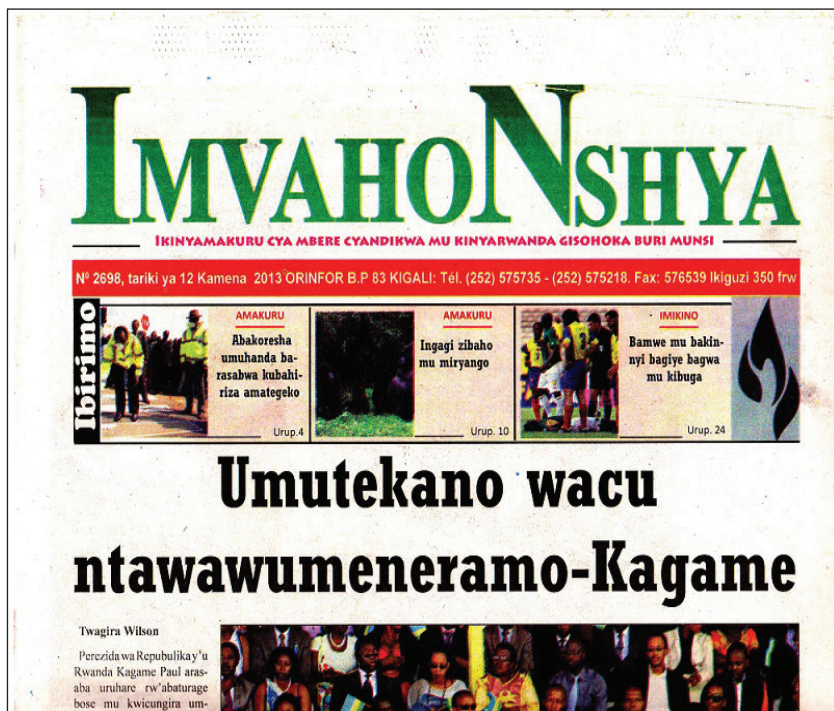 IMVAHONSHYA
IKINYAMAKURU CYA MBERE CYANDIKWA MU KINYARWANDA GISOHOKA BURI MUNSI
Nº 2698, tariki ya 12 Kamena 2013 ORINFOR B.P 83 KIGALI: Tél. (252) 575735 - (252) 575218. Fax: 576539 Ikiguzi 350 frw
Ibirimo
AMAKURU
Abakoresha
umuhanda ba-
rasabwa kubahi-
riza amategeko
Urup.4
AMAKURU
Ingagi zibaho
mu miryango
Urup. 10
IMIKINO
Bamwe mu bakin-
nyi bagiye bagwa
mu kibuga
Urup. 24
Umutekano wacu
ntawawumeneramo-Kagame
Twagira Wilson
Perezida wa Repubulika y'u
Rwanda Kagame Paul aras-
aba uruhare rw'abaturage
bose mu kwicungira um-